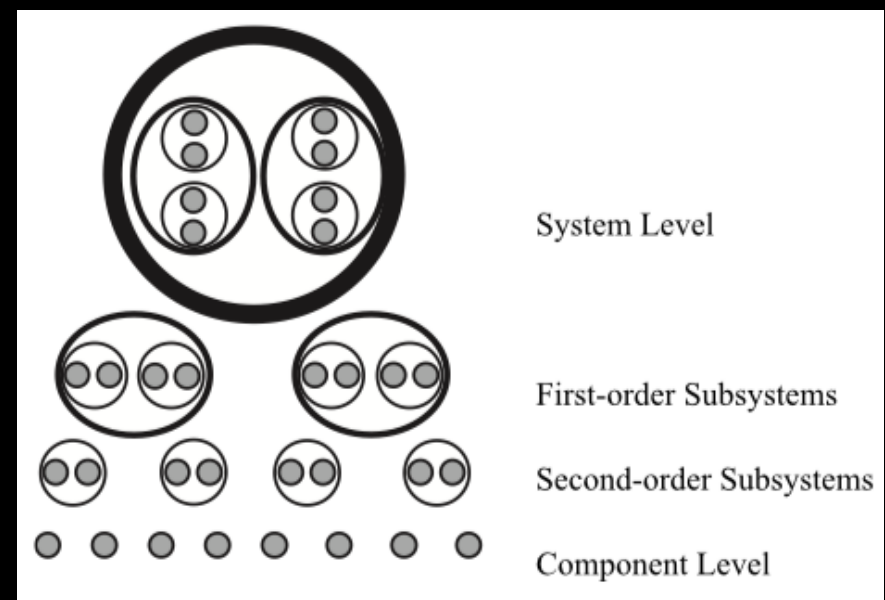 System Level
First-order Subsystems
Second-order Subsystems
Component Level